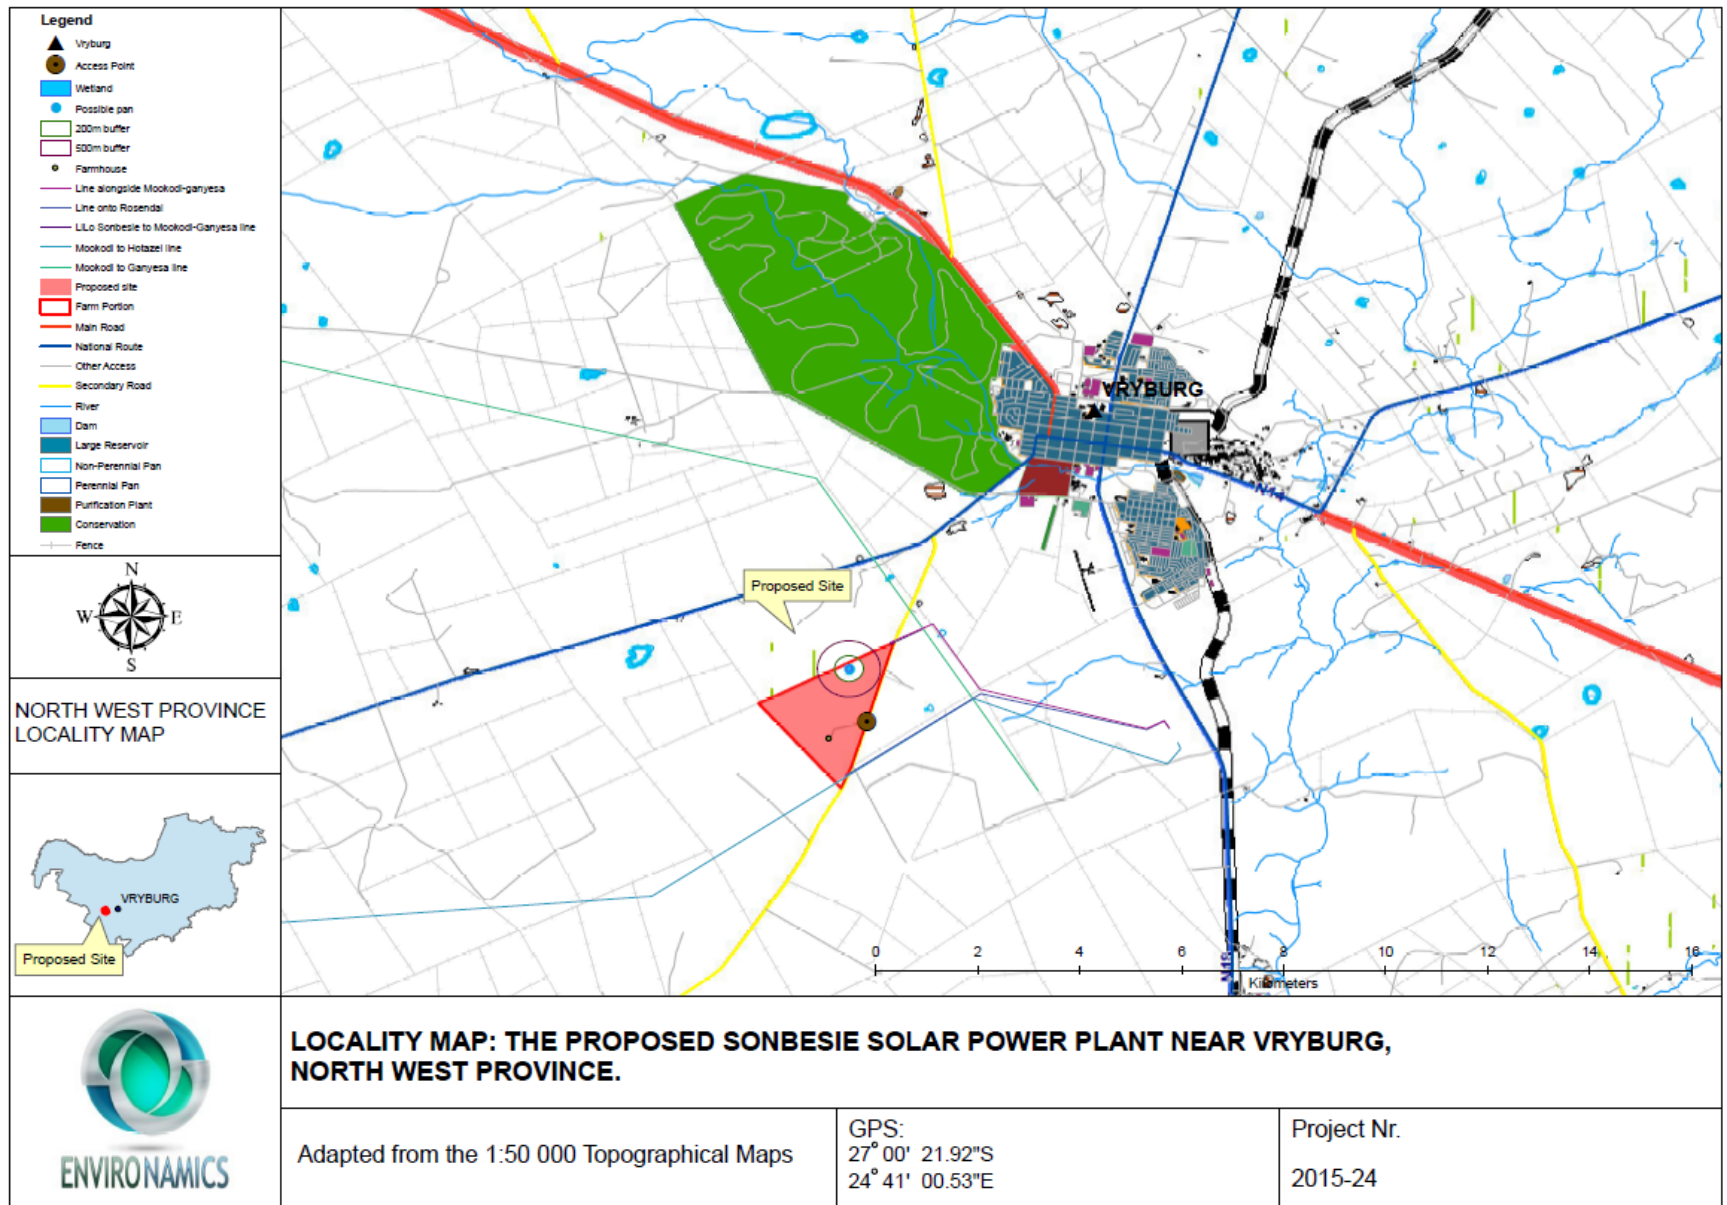 Legend
Vryburg
Access Point
Wetland
Possible pan
200m buffer
500m buffer
Farmhouse
Line alongside Mookodi-ganyesa
Line onto Rosendal
LiLo Sonbesie to Mookodi-Ganyesa line
Mookodi to Hotazel line
Mookodi to Ganyesa line
Proposed site
Farm Portion
Main Road
National Route
Other Access
Secondary Road
River
Dam
Large Reservoir
Non-Perennial Pan
Perennial Pan
Purification Plant
Conservation
Fence
N
W E
S
NORTH WEST PROVINCE
LOCALITY MAP
VRYBURG
Proposed Site
VRYBURG
N14
Proposed Site
N18
0 2 4 6 8 10 12 14 16
Kilometers
ENVIRONAMICS
LOCALITY MAP: THE PROPOSED SONBESIE SOLAR POWER PLANT NEAR VRYBURG,
NORTH WEST PROVINCE.
Adapted from the 1:50 000 Topographical Maps
GPS:
27° 00' 21.92"S
24° 41' 00.53"E
Project Nr.
2015-24